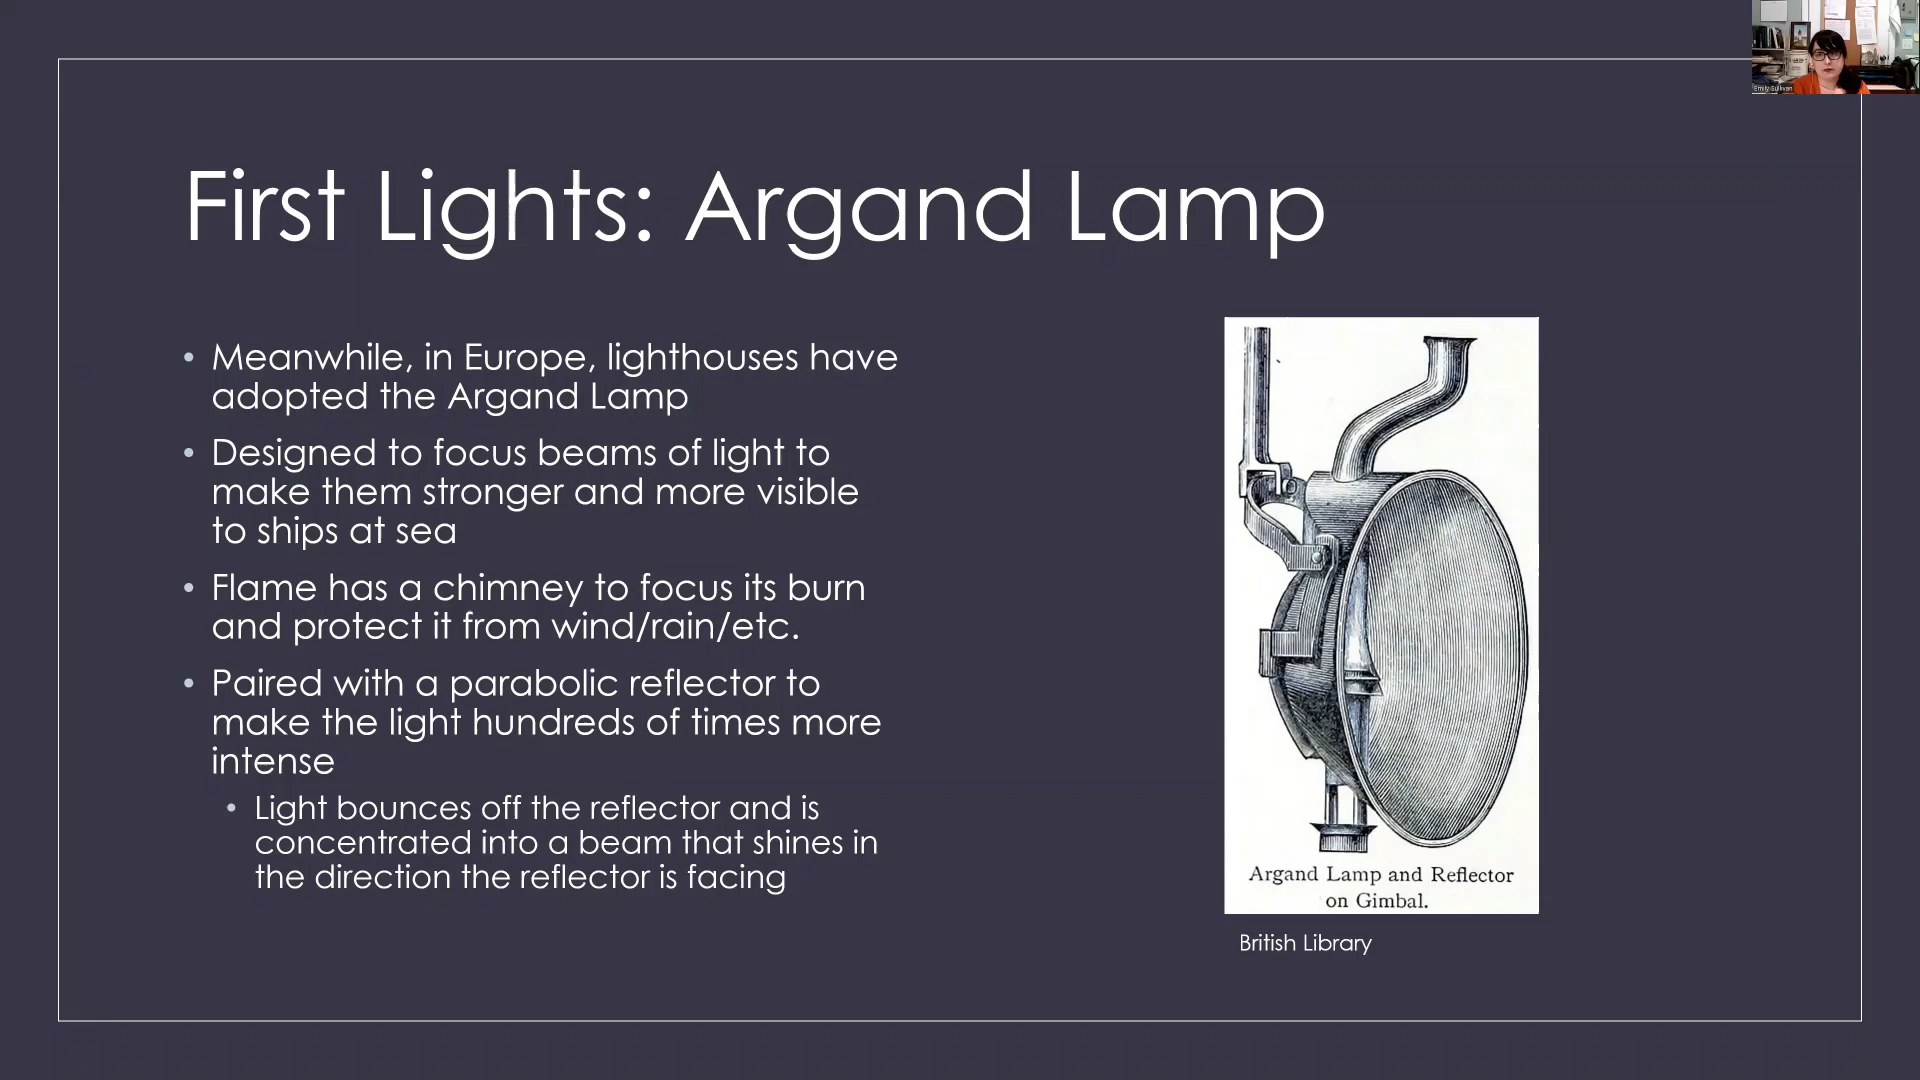 Emily Sullivan
First Lights: Argand Lamp
• Meanwhile, in Europe, lighthouses have
adopted the Argand Lamp
• Designed to focus beams of light to
make them stronger and more visible
to ships at sea
• Flame has a chimney to focus its burn
and protect it from wind/rain/etc.
• Paired with a parabolic reflector to
make the light hundreds of times more
intense
• Light bounces off the reflector and is
concentrated into a beam that shines in
the direction the reflector is facing
Argand Lamp and Reflector
on Gimbal.
British Library